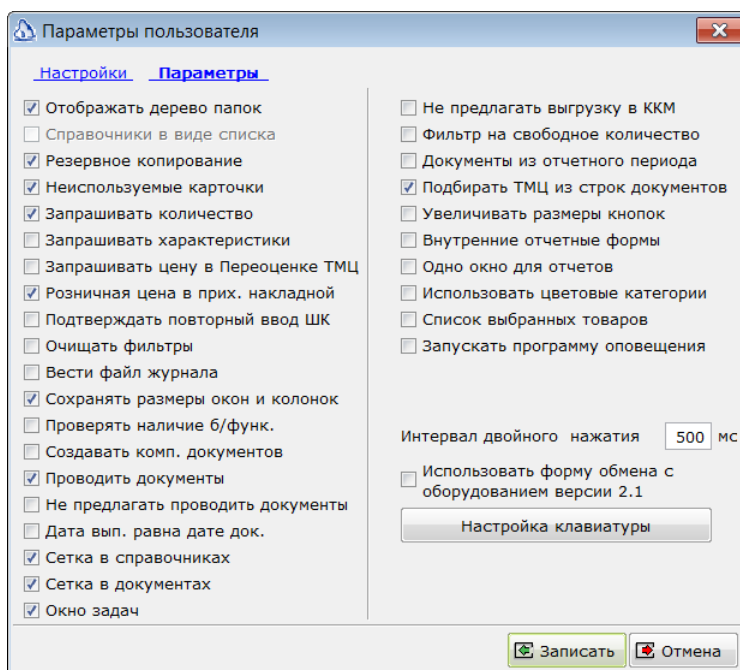 Параметры пользователя
Настройки Параметры
Отображать дерево папок
Справочники в виде списка
Резервное копирование
Неиспользуемые карточки
Запрашивать количество
Запрашивать характеристики
Запрашивать цену в Переоценке ТМЦ
Розничная цена в прих. накладной
Подтверждать повторный ввод ШК
Очищать фильтры
Вести файл журнала
Сохранять размеры окон и колонок
Проверять наличие б/функ.
Создавать комп. документов
Проводить документы
Не предлагать проводить документы
Дата вып. равна дате док.
Сетка в справочниках
Сетка в документах
Окно задач
Не предлагать выгрузку в ККМ
Фильтр на свободное количество
Документы из отчетного периода
Подбирать ТМЦ из строк документов
Увеличивать размеры кнопок
Внутренние отчетные формы
Одно окно для отчетов
Использовать цветовые категории
Список выбранных товаров
Запускать программу оповещения
Интервал двойного нажатия 500 мс
Использовать форму обмена с
оборудованием версии 2.1
Настройка клавиатуры
Записать Отмена